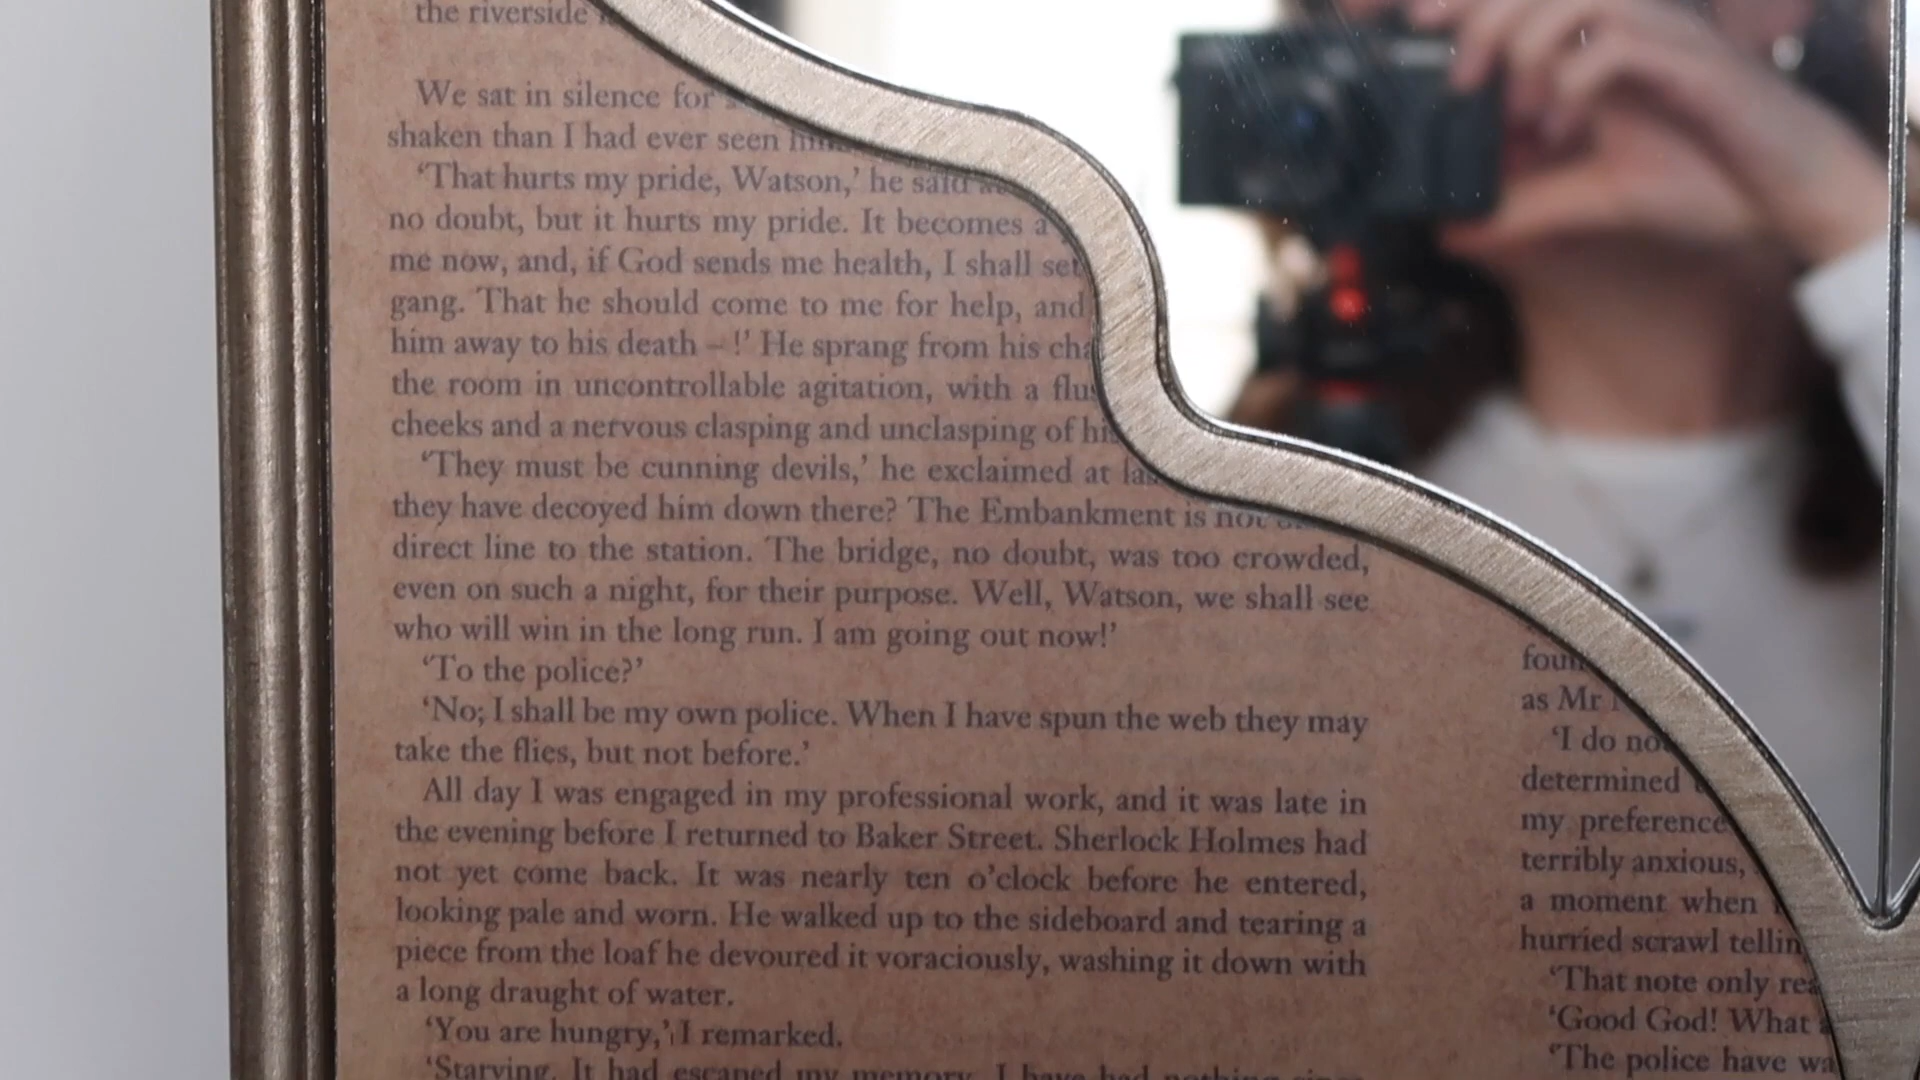 the riverside
We sat in silence for
shaken than I had ever seen
‘That hurts my pride, Watson,’ he said
no doubt, but it hurts my pride. It becomes a
me now, and, if God sends me health, I shall set
gang. That he should come to me for help, and
him away to his death – !’ He sprang from his
the room in uncontrollable agitation, with a
cheeks and a nervous clasping and unclasping of
‘They must be cunning devils,’ he exclaimed at
they have decoyed him down there? The Embankment is not
direct line to the station. The bridge, no doubt, was too crowded,
even on such a night, for their purpose. Well, Watson, we shall see
who will win in the long run. I am going out now!’
‘To the police?’
‘No; I shall be my own police. When I have spun the web they may
take the flies, but not before.’
All day I was engaged in my professional work, and it was late in
the evening before I returned to Baker Street. Sherlock Holmes had
not yet come back. It was nearly ten o’clock before he entered,
looking pale and worn. He walked up to the sideboard and tearing a
piece from the loaf he devoured it voraciously, washing it down with
a long draught of water.
‘You are hungry,’ I remarked.
‘Starving. It had escaped my memory. I have had nothing since
as Mr
‘I do not
determined
my preference
terribly anxious,
a moment when
hurried scrawl
‘That note only
‘Good God! What
‘The police have